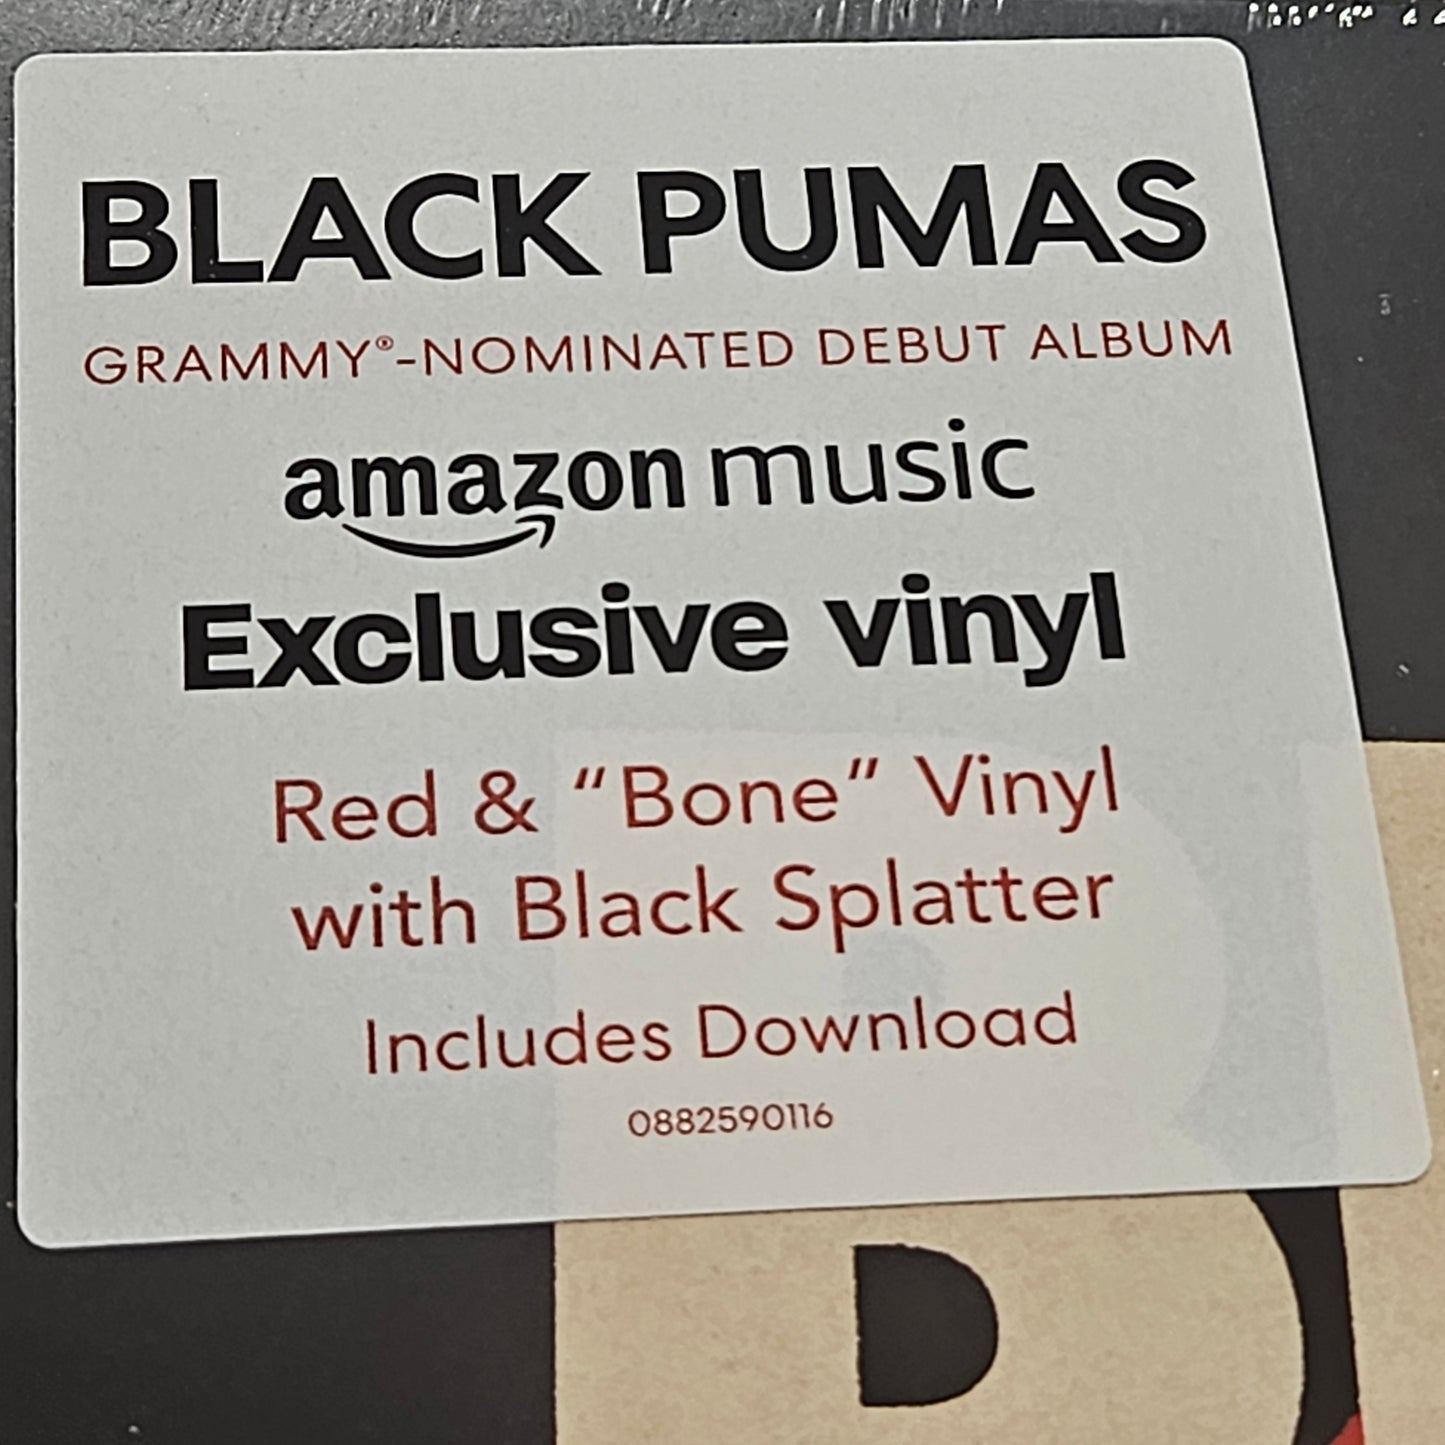 BLACK PUMAS
GRAMMY®-NOMINATED DEBUT ALBUM
amazon music
Exclusive vinyl
Red & “Bone” Vinyl
with Black Splatter
Includes Download
0882590116